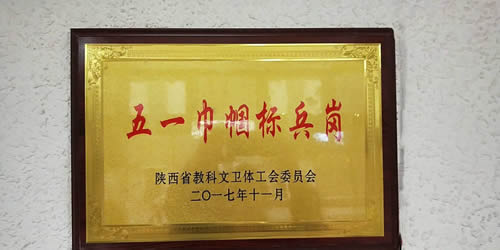 五一巾帼标兵岗
陕西省教科文卫体工会委员会
二〇一七年十一月